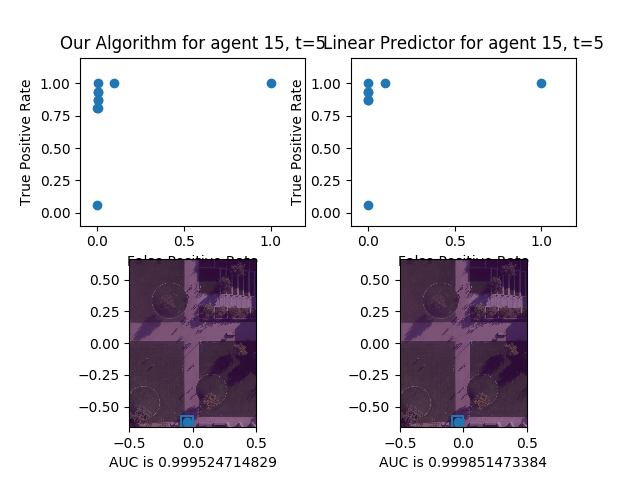 Our Algorithm for agent 15, t=5
Linear Predictor for agent 15, t=5
True Positive Rate
1.00
0.75
0.50
0.25
0.00
0.0 0.5 1.0
False Positive Rate
True Positive Rate
1.00
0.75
0.50
0.25
0.00
0.0 0.5 1.0
False Positive Rate
0.50
0.25
0.00
−0.25
−0.50
−0.5 0.0 0.5
AUC is 0.999524714829
0.50
0.25
0.00
−0.25
−0.50
−0.5 0.0 0.5
AUC is 0.999851473384